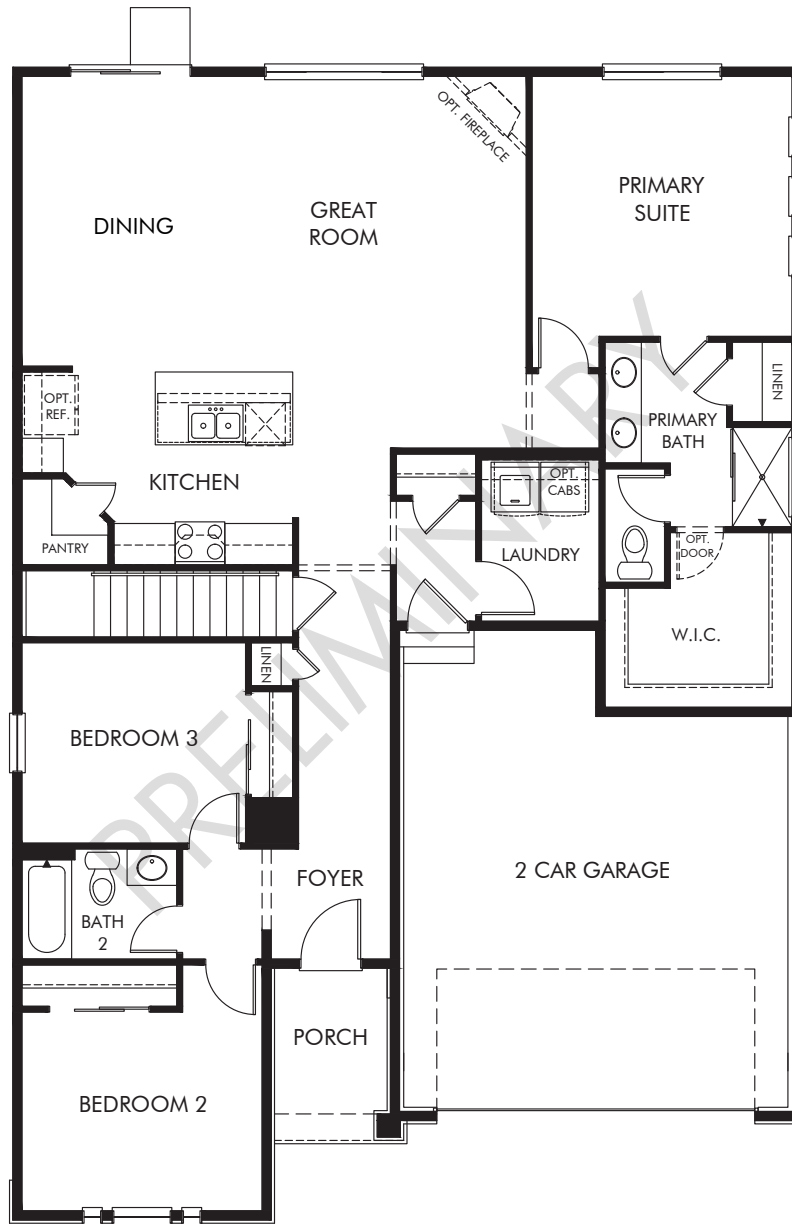 OPT. FIREPLACE
PRIMARY
SUITE
GREAT
ROOM
DINING
OPT.
REF.
LINEN
PRIMARY
BATH
KITCHEN
OPT.
CABS
PANTRY
LAUNDRY
OPT.
DOOR
W.I.C.
LINEN
BEDROOM 3
PRELIMINARY
2 CAR GARAGE
FOYER
BATH
2
PORCH
BEDROOM 2